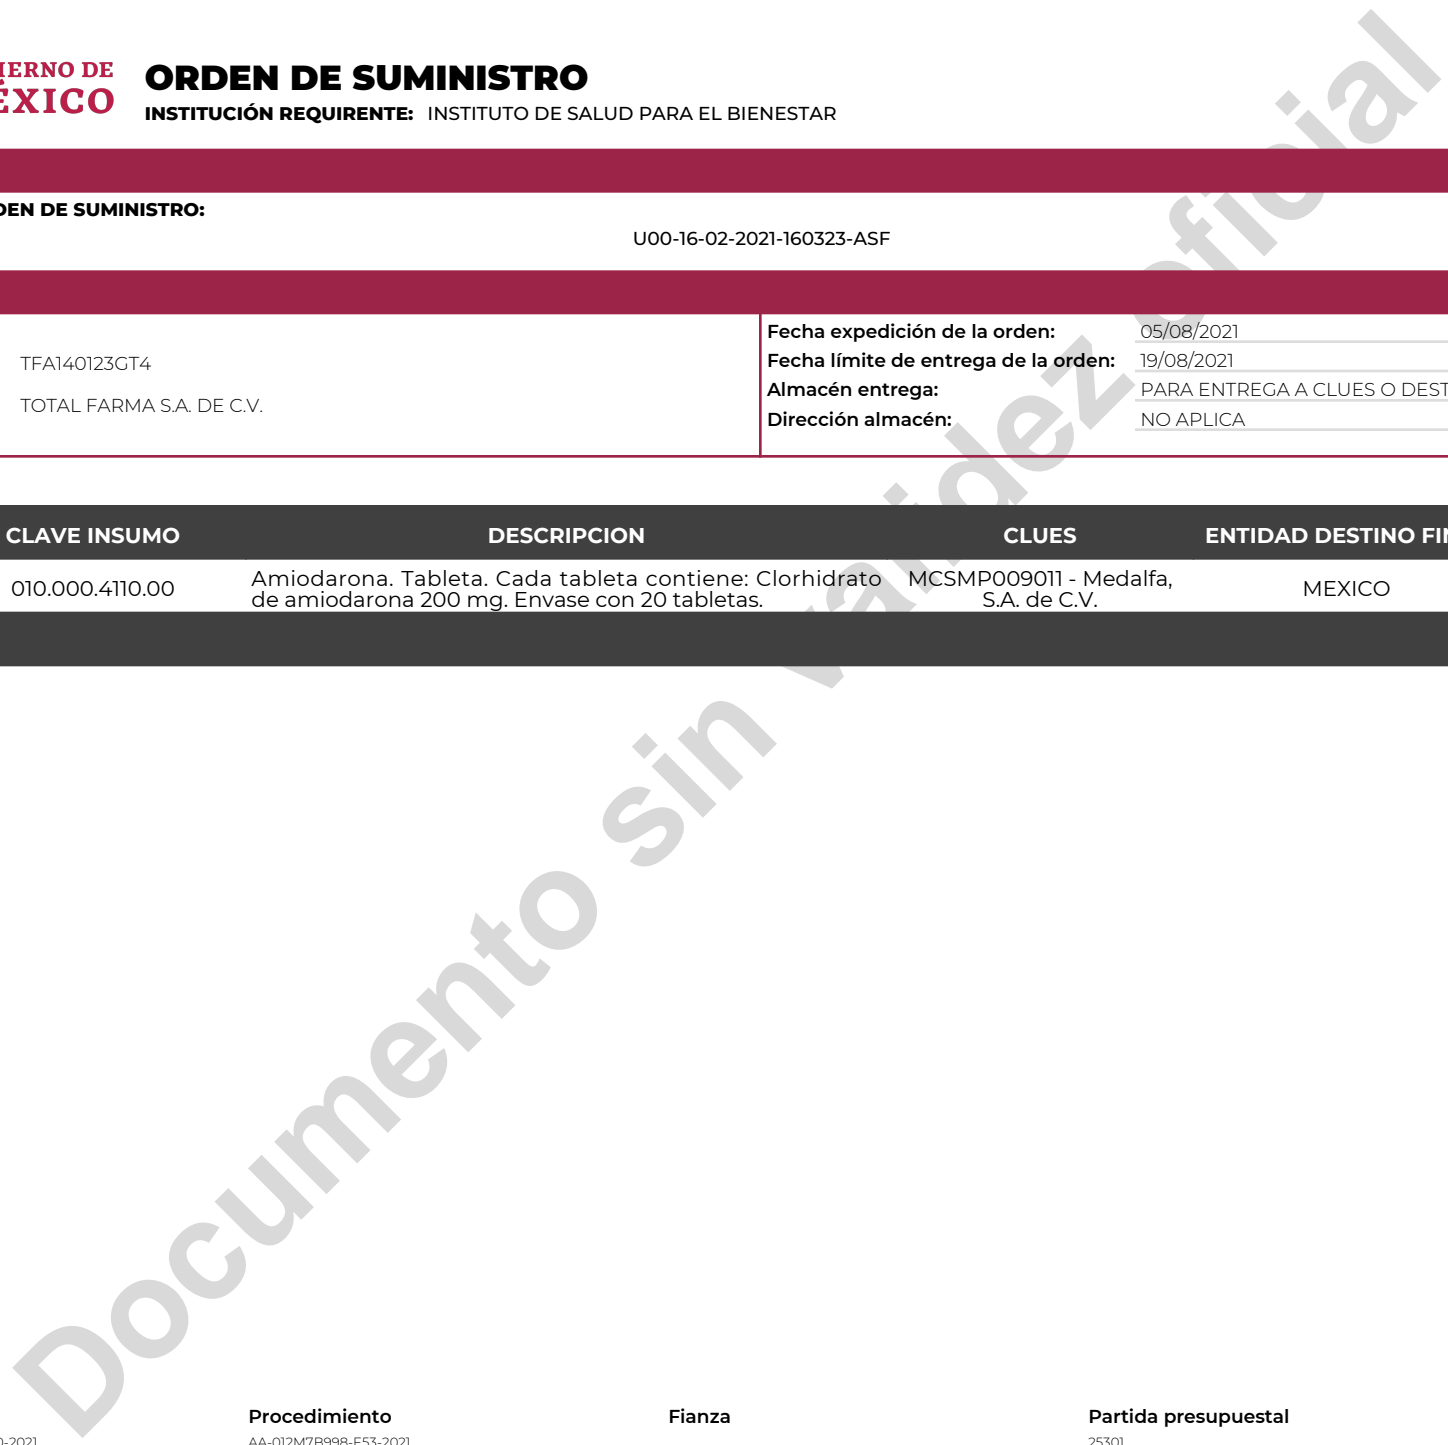 IERNO DE
ÉXICO
ORDEN DE SUMINISTRO
INSTITUCIÓN REQUIRENTE: INSTITUTO DE SALUD PARA EL BIENESTAR
DEN DE SUMINISTRO:
U00-16-02-2021-160323-ASF
TFA140123GT4
TOTAL FARMA S.A. DE C.V.
Fecha expedición de la orden: 05/08/2021
Fecha límite de entrega de la orden: 19/08/2021
Almacén entrega: PARA ENTREGA A CLUES O DEST
Dirección almacén: NO APLICA
CLAVE INSUMO DESCRIPCION CLUES ENTIDAD DESTINO FIN
010.000.4110.00 Amiodarona. Tableta. Cada tableta contiene: Clorhidrato de amiodarona 200 mg. Envase con 20 tabletas. MCSMP009011 - Medalfa, S.A. de C.V. MEXICO
Documento sin validez oficial
Procedimiento Fianza Partida presupuestal
0-2021 AA-012M7B998-E53-2021 25301